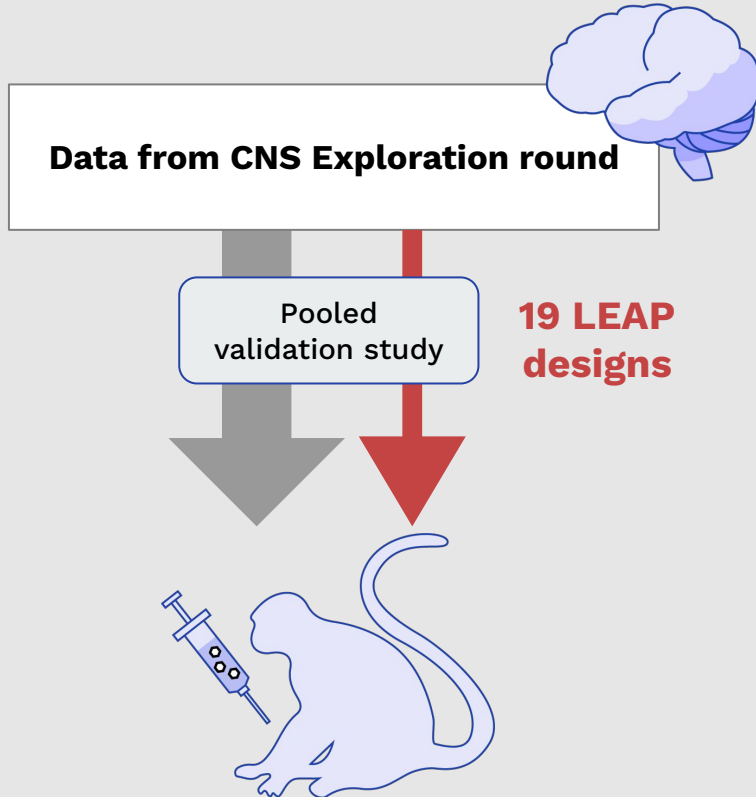 Data from CNS Exploration round
Pooled
validation study
19 LEAP
designs